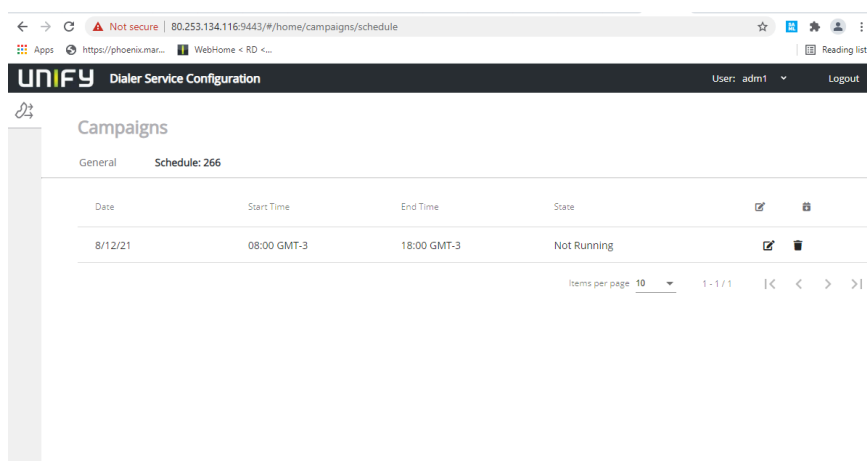 Not secure | 80.253.134.116:9443/#/home/campaigns/schedule
Apps https://phoenix.mar... WebHome < RD <... Reading list
UNIFY Dialer Service Configuration User: adm1 Logout
Campaigns
General Schedule: 266
Date Start Time End Time State
8/12/21 08:00 GMT-3 18:00 GMT-3 Not Running
Items per page 10 1 - 1 / 1